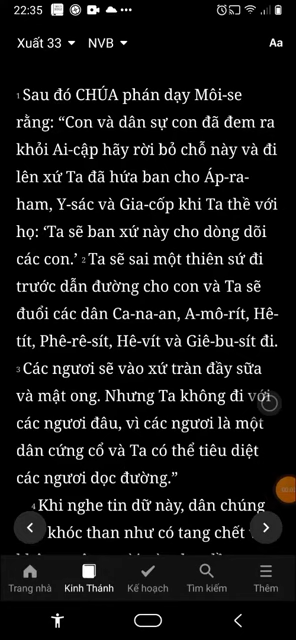 22:35
Xuất 33 NVB Aa
1 Sau đó CHÚA phán dạy Môi-se
rằng: “Con và dân sự con đã đem ra
khỏi Ai-cập hãy rời bỏ chỗ này và đi
lên xứ Ta đã hứa ban cho Áp-ra-
ham, Y-sác và Gia-cốp khi Ta thề với
họ: ‘Ta sẽ ban xứ này cho dòng dõi
các con.’ 2 Ta sẽ sai một thiên sứ đi
trước dẫn đường cho con và Ta sẽ
đuổi các dân Ca-na-an, A-mô-rít, Hê-
tít, Phê-rê-sít, Hê-vít và Giê-bu-sít đi.
3 Các ngươi sẽ vào xứ tràn đầy sữa
và mật ong. Nhưng Ta không đi với
các ngươi đâu, vì các ngươi là một
dân cứng cổ và Ta có thể tiêu diệt
các ngươi dọc đường.”
4 Khi nghe tin dữ này, dân chúng
khóc than như có tang chết
Trang nhà Kinh Thánh Kế hoạch Tìm kiếm Thêm